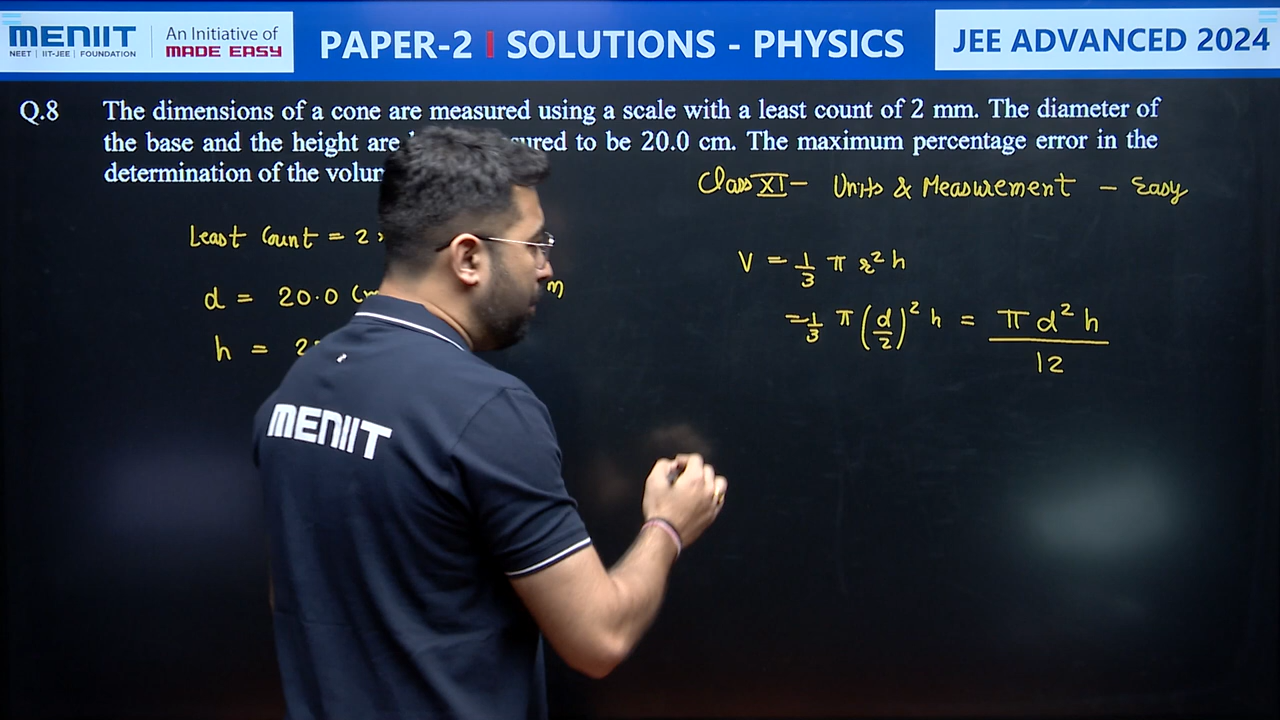 MENIIT
NEET | IIT-JEE | FOUNDATION
An Initiative of
MADE EASY
PAPER-2 | SOLUTIONS - PHYSICS
JEE ADVANCED 2024
Q.8 The dimensions of a cone are measured using a scale with a least count of 2 mm. The diameter of
the base and the height are to be 20.0 cm. The maximum percentage error in the
determination of the
Class XI - Units & Measurement - Easy
Least Count = 2
d = 20.0
h =
V = 1/3 π r² h
= 1/3 π (d/2)² h = π d² h / 12
MENIIT